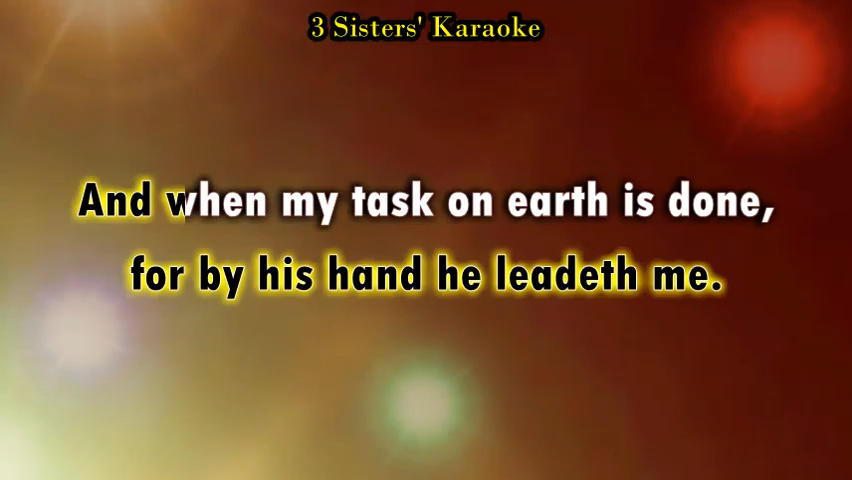 3 Sisters' Karaoke
And when my task on earth is done,
for by his hand he leadeth me.